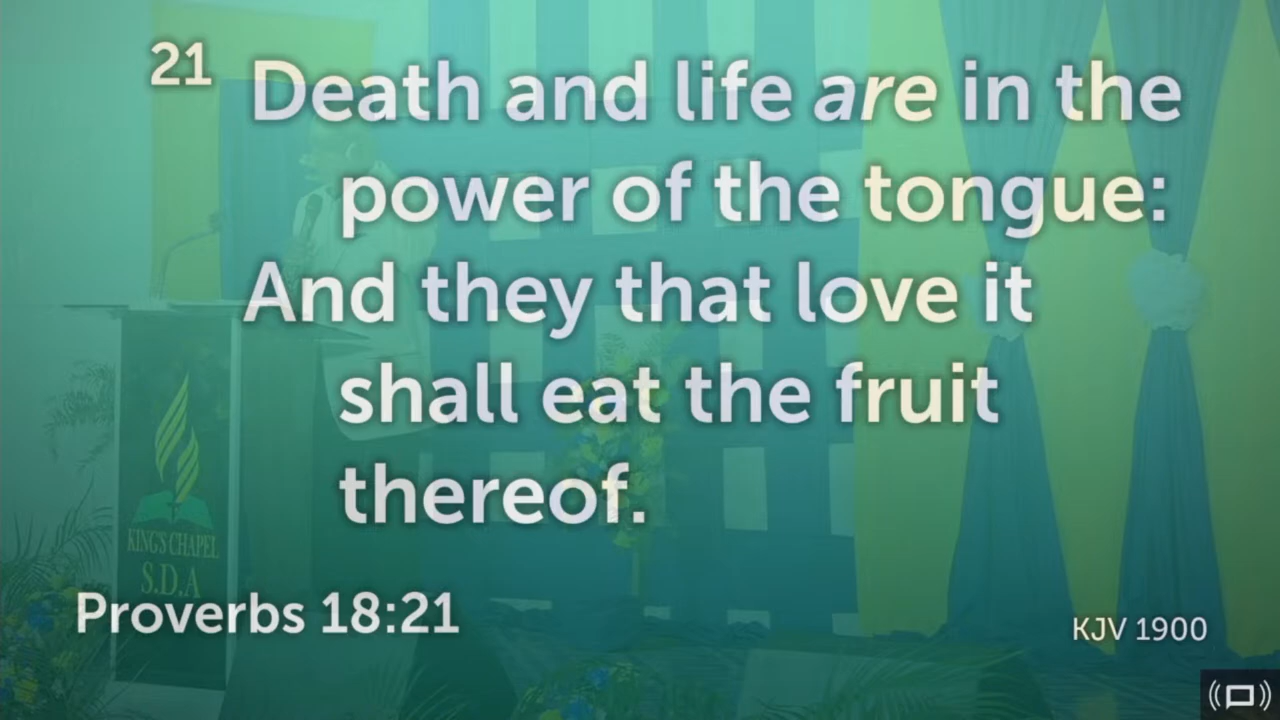 21 Death and life are in the
power of the tongue:
And they that love it
shall eat the fruit
thereof.
KING'S CHAPEL
S.D.A
Proverbs 18:21
KJV 1900